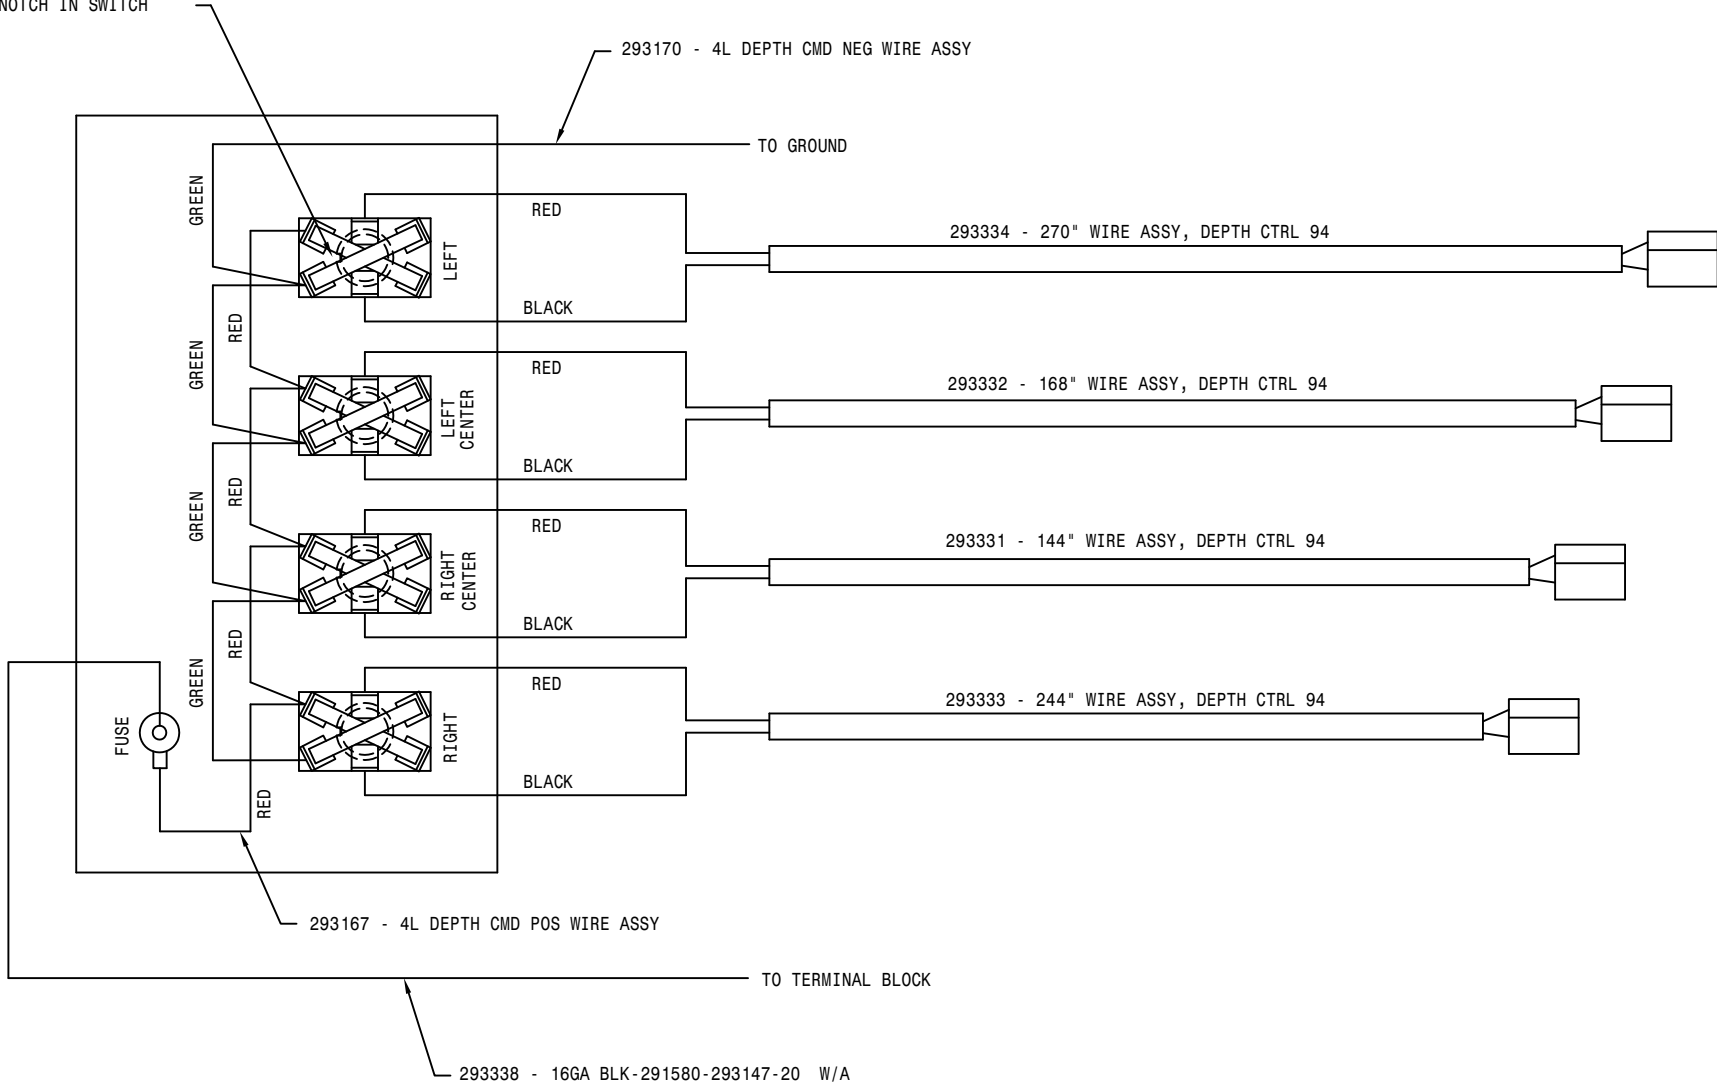 NOTCH IN SWITCH
293170 - 4L DEPTH CMD NEG WIRE ASSY
TO GROUND
GREEN
RED
LEFT
293334 - 270" WIRE ASSY, DEPTH CTRL 94
BLACK
RED
GREEN
RED
LEFT
CENTER
293332 - 168" WIRE ASSY, DEPTH CTRL 94
BLACK
RED
GREEN
RED
RIGHT
CENTER
293331 - 144" WIRE ASSY, DEPTH CTRL 94
BLACK
RED
GREEN
RED
RIGHT
293333 - 244" WIRE ASSY, DEPTH CTRL 94
FUSE
BLACK
RED
293167 - 4L DEPTH CMD POS WIRE ASSY
TO TERMINAL BLOCK
293338 - 16GA BLK-291580-293147-20 W/A